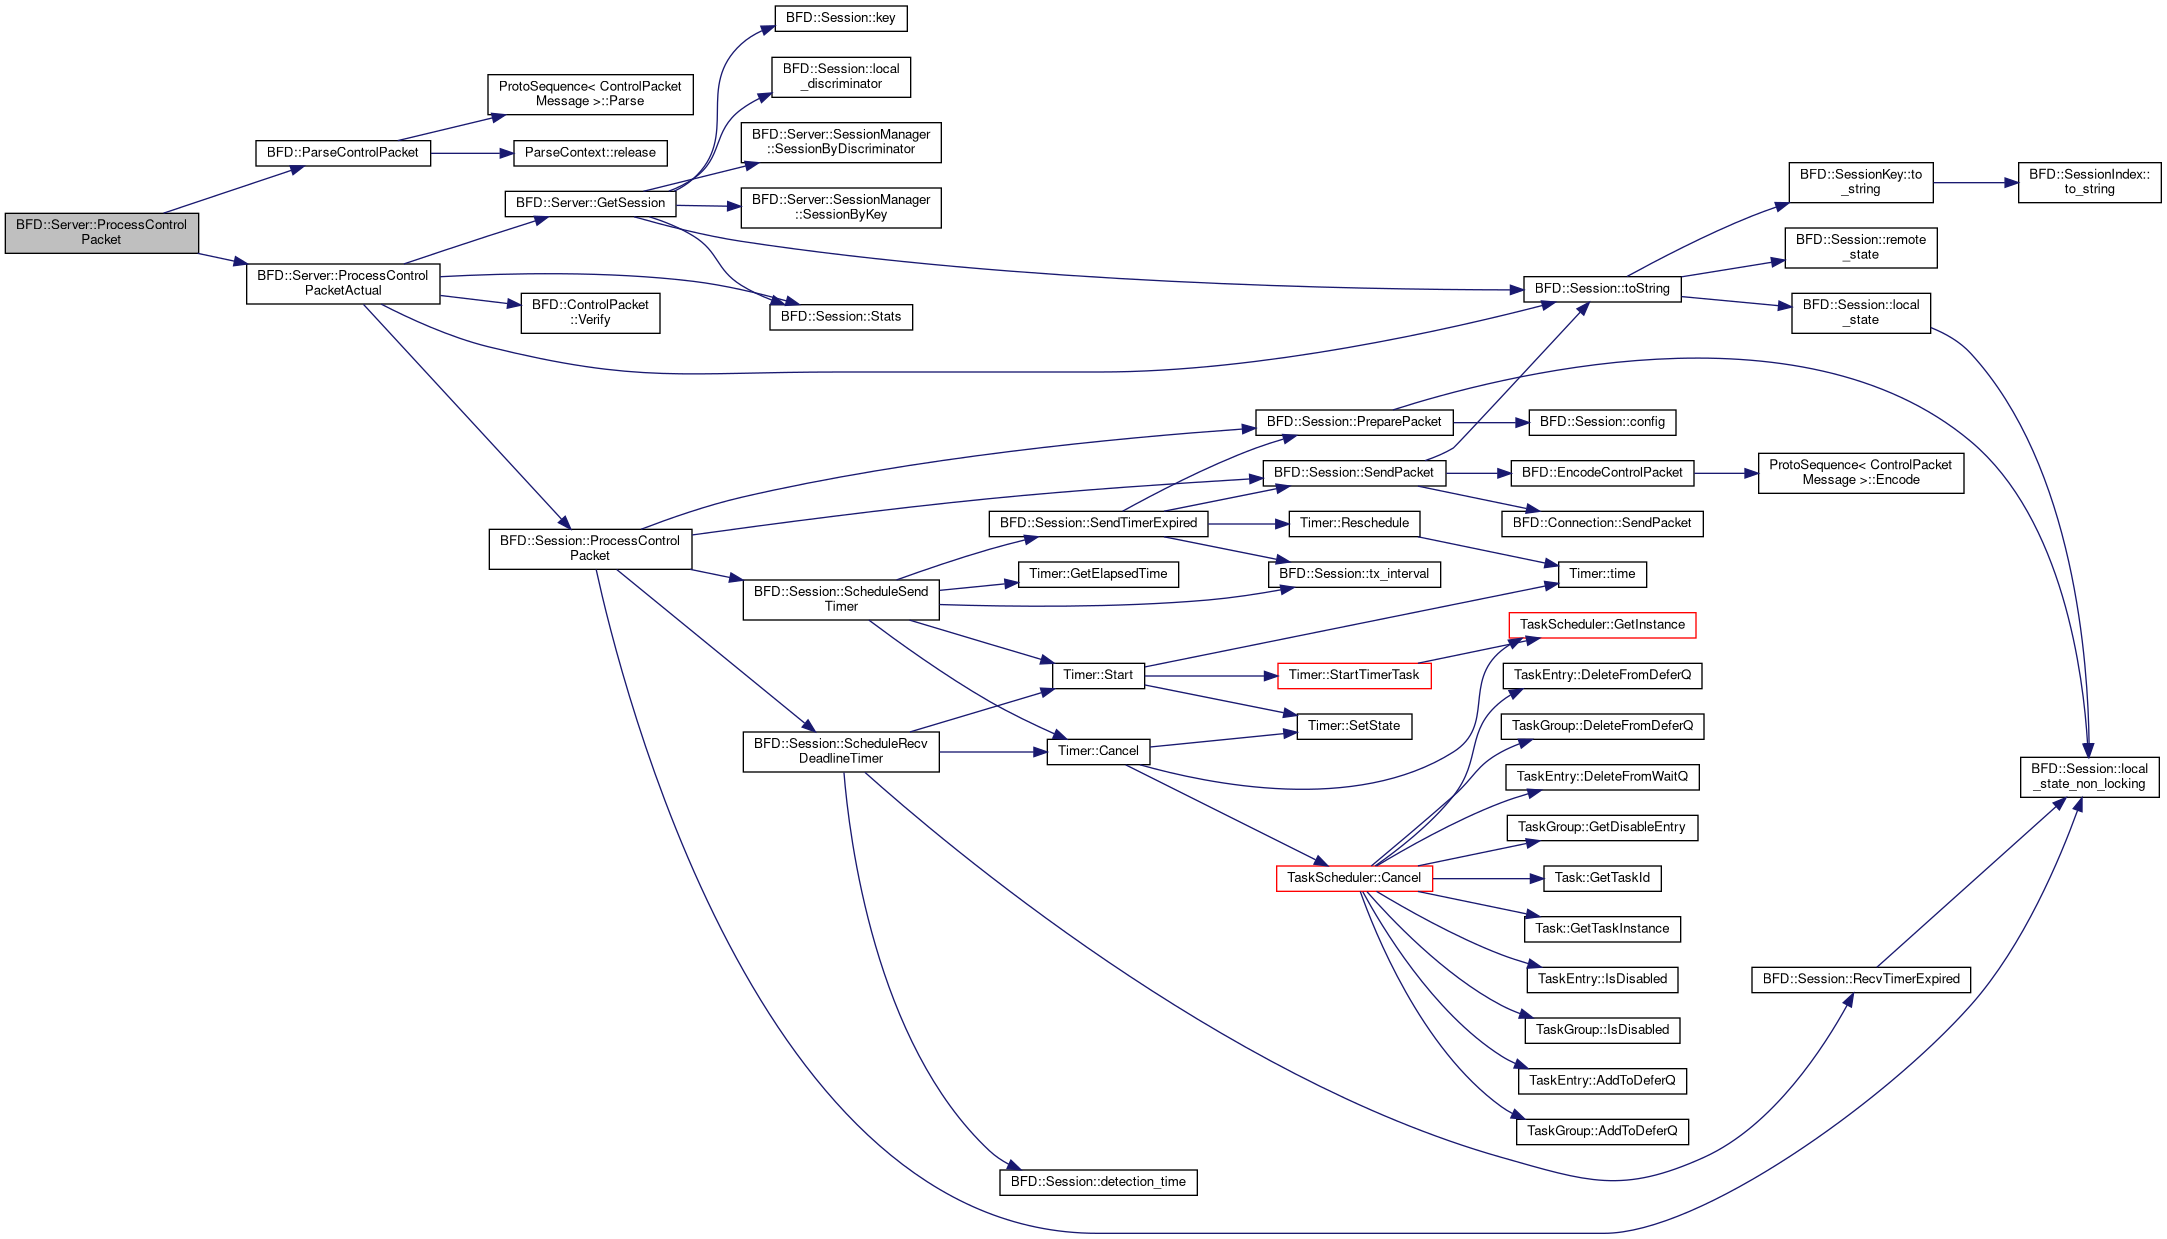 BFD::Server::ProcessControl
Packet
BFD::ParseControlPacket
ProtoSequence< ControlPacket
Message >::Parse
ParseContext::release
BFD::Server::ProcessControl
PacketActual
BFD::Server::GetSession
BFD::Session::key
BFD::Session::local
_discriminator
BFD::Server::SessionManager
::SessionByDiscriminator
BFD::Server::SessionManager
::SessionByKey
BFD::Session::Stats
BFD::ControlPacket
::Verify
BFD::Session::toString
BFD::SessionKey::to
_string
BFD::SessionIndex::
to_string
BFD::Session::remote
_state
BFD::Session::local
_state
BFD::Session::local
_state_non_locking
BFD::Session::ProcessControl
Packet
BFD::Session::PreparePacket
BFD::Session::config
BFD::Session::SendPacket
BFD::EncodeControlPacket
ProtoSequence< ControlPacket
Message >::Encode
BFD::Connection::SendPacket
BFD::Session::SendTimerExpired
Timer::Reschedule
Timer::GetElapsedTime
BFD::Session::tx_interval
Timer::time
BFD::Session::ScheduleSend
Timer
Timer::Start
Timer::StartTimerTask
TaskScheduler::GetInstance
Timer::SetState
BFD::Session::ScheduleRecv
DeadlineTimer
Timer::Cancel
TaskScheduler::Cancel
TaskEntry::DeleteFromDeferQ
TaskGroup::DeleteFromDeferQ
TaskEntry::DeleteFromWaitQ
TaskGroup::GetDisableEntry
Task::GetTaskId
Task::GetTaskInstance
TaskEntry::IsDisabled
TaskGroup::IsDisabled
TaskEntry::AddToDeferQ
TaskGroup::AddToDeferQ
BFD::Session::RecvTimerExpired
BFD::Session::detection_time